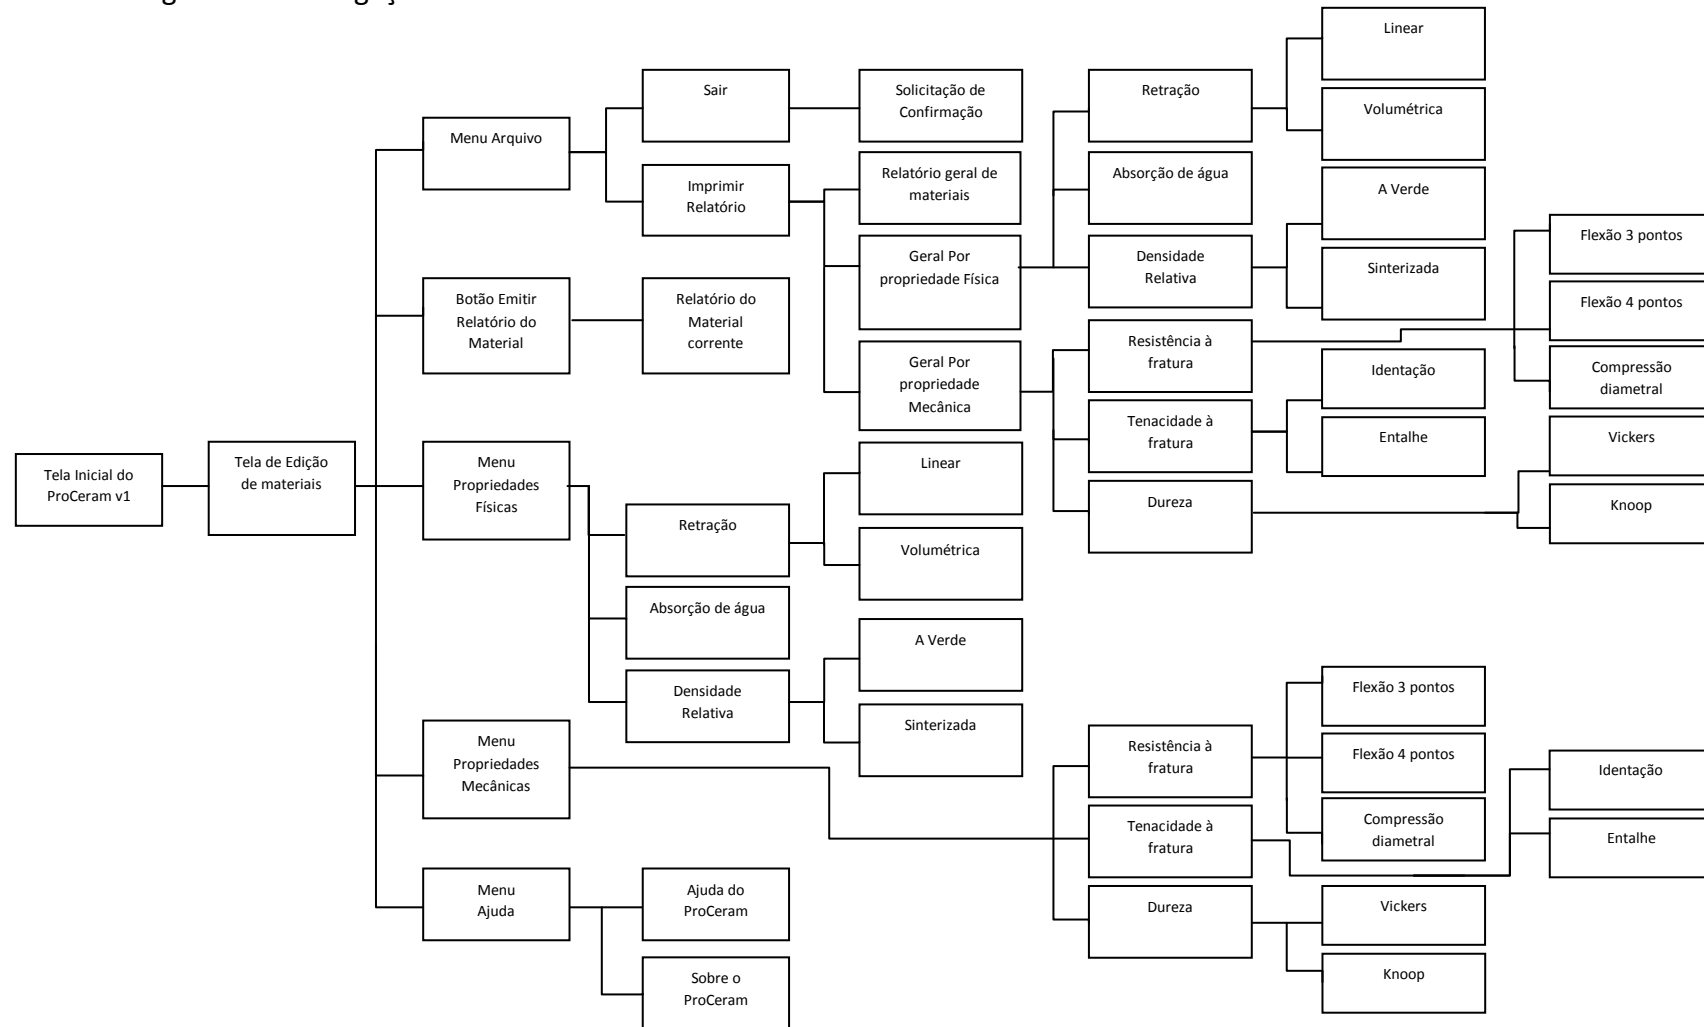 Linear
Sair
Solicitação de
Confirmação
Retração
Volumétrica
Menu Arquivo
Imprimir
Relatório
Relatório geral de
materiais
Absorção de água
A Verde
Geral Por
propriedade Física
Densidade
Relativa
Sinterizada
Flexão 3 pontos
Botão Emitir
Relatório do
Material
Relatório do
Material
corrente
Flexão 4 pontos
Geral Por
propriedade
Mecânica
Resistência à
fratura
Identação
Compressão
diametral
Tenacidade à
fratura
Entalhe
Vickers
Tela Inicial do
ProCeram v1
Tela de Edição
de materiais
Menu
Propriedades
Físicas
Linear
Dureza
Knoop
Retração
Volumétrica
Absorção de água
A Verde
Densidade
Relativa
Sinterizada
Flexão 3 pontos
Menu
Propriedades
Mecânicas
Resistência à
fratura
Flexão 4 pontos
Identação
Tenacidade à
fratura
Compressão
diametral
Entalhe
Menu
Ajuda
Ajuda do
ProCeram
Dureza
Vickers
Sobre o
ProCeram
Knoop